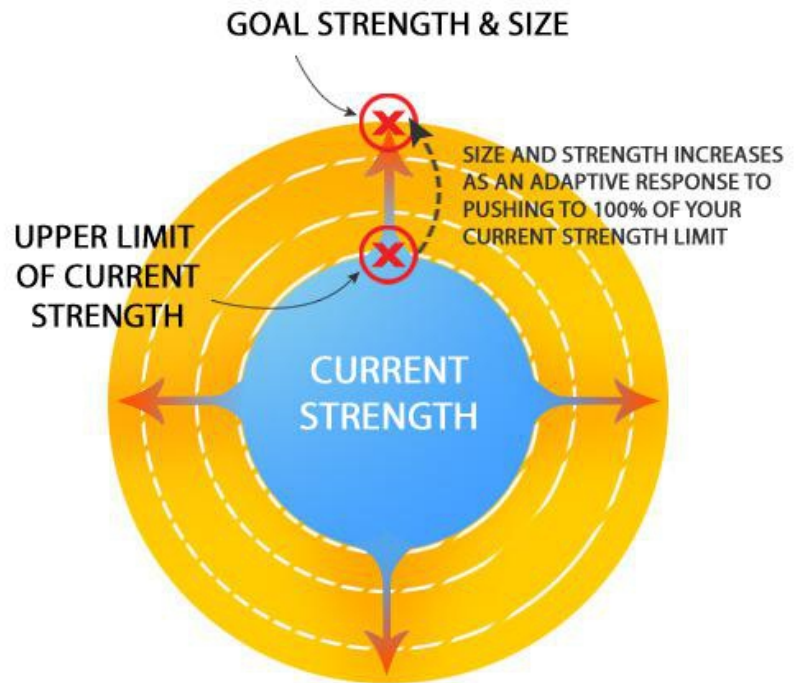 GOAL STRENGTH & SIZE
SIZE AND STRENGTH INCREASES
AS AN ADAPTIVE RESPONSE TO
PUSHING TO 100% OF YOUR
CURRENT STRENGTH LIMIT
UPPER LIMIT
OF CURRENT
STRENGTH
CURRENT
STRENGTH